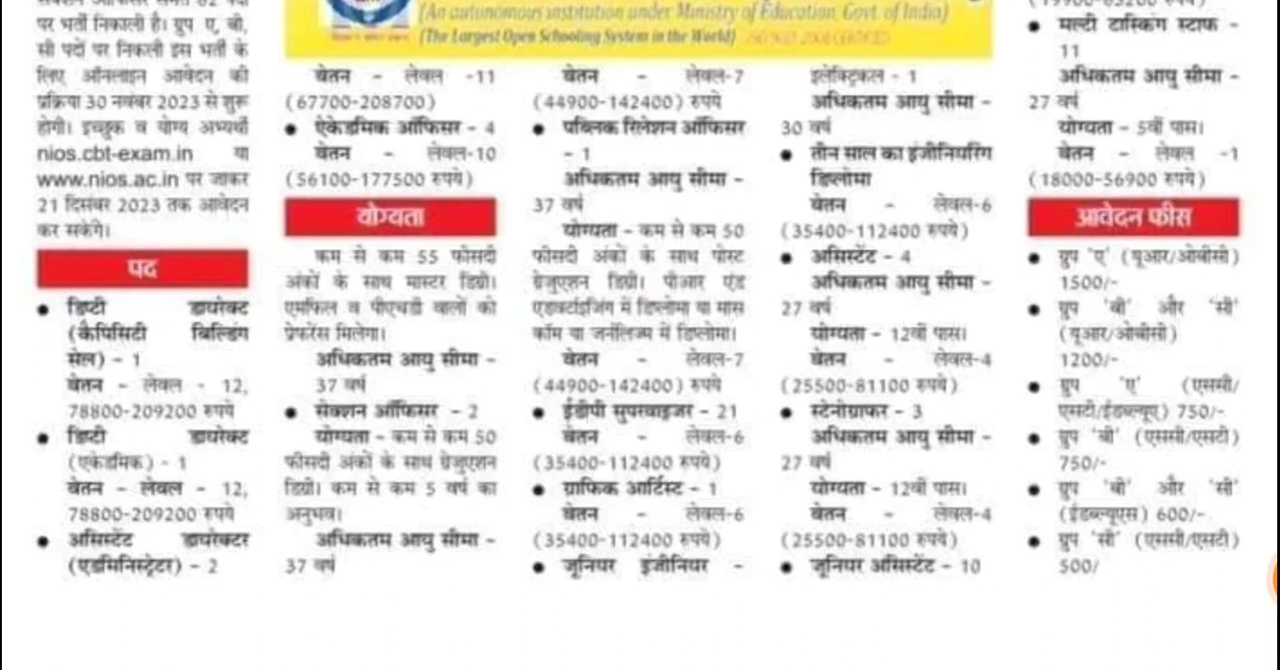 पर भर्ती निकाली है। ग्रुप ए, बी,
सी पदों पर निकली इस भर्ती के
लिए ऑनलाइन आवेदन की
प्रक्रिया 30 नवंबर 2023 से शुरू
होगी। इच्छुक व योग्य अभ्यर्थी
nios.cbt-exam.in या
www.nios.ac.in पर जाकर
21 दिसंबर 2023 तक आवेदन
कर सकेंगे।
पद
● डिप्टी डायरेक्ट
(कैपिसिटी बिल्डिंग
सेल) - 1
वेतन - लेवल - 12,
78800-209200 रुपये
● डिप्टी डायरेक्ट
(एकेडमिक) - 1
वेतन - लेवल - 12,
78800-209200 रुपये
● असिस्टेंट डायरेक्टर
(एडमिनिस्ट्रेटर) - 2
(An autonomous institution under Ministry of Education, Govt. of India)
(The Largest Open Schooling System in the World)
वेतन - लेवल -11
(67700-208700)
● ऐकेडमिक ऑफिसर - 4
वेतन - लेवल-10
(56100-177500 रुपये)
योग्यता
कम से कम 55 फीसदी
अंकों के साथ मास्टर डिग्री।
एमफिल व पीएचडी वालों को
प्रेफरेंस मिलेगा।
अधिकतम आयु सीमा -
37 वर्ष
● सेक्शन ऑफिसर - 2
योग्यता - कम से कम 50
फीसदी अंकों के साथ ग्रेजुएशन
डिग्री। कम से कम 5 वर्ष का
अनुभव।
अधिकतम आयु सीमा -
37 वर्ष
वेतन - लेवल-7
(44900-142400) रुपये
● पब्लिक रिलेशन ऑफिसर
- 1
अधिकतम आयु सीमा -
37 वर्ष
योग्यता - कम से कम 50
फीसदी अंकों के साथ पोस्ट
ग्रेजुएशन डिग्री। पीआर एंड
एडवर्टाइजिंग में डिप्लोमा या मास
कॉम या जर्नलिज्म में डिप्लोमा।
वेतन - लेवल-7
(44900-142400) रुपये
● ईडीपी सुपरवाइजर - 21
वेतन - लेवल-6
(35400-112400 रुपये)
● ग्राफिक आर्टिस्ट - 1
वेतन - लेवल-6
(35400-112400 रुपये)
● जूनियर इंजीनियर -
इलेक्ट्रिकल - 1
अधिकतम आयु सीमा -
30 वर्ष
● तीन साल का इंजीनियरिंग
डिप्लोमा
वेतन - लेवल-6
(35400-112400 रुपये)
● असिस्टेंट - 4
अधिकतम आयु सीमा -
27 वर्ष
योग्यता - 12वीं पास।
वेतन - लेवल-4
(25500-81100 रुपये)
● स्टेनोग्राफर - 3
अधिकतम आयु सीमा -
27 वर्ष
योग्यता - 12वीं पास।
वेतन - लेवल-4
(25500-81100 रुपये)
● जूनियर असिस्टेंट - 10
● मल्टी टास्किंग स्टाफ -
11
अधिकतम आयु सीमा -
27 वर्ष
योग्यता - 5वीं पास।
वेतन - लेवल -1
(18000-56900 रुपये)
आवेदन फीस
● ग्रुप 'ए' (यूआर/ओबीसी)
1500/-
● ग्रुप 'बी' और 'सी'
(यूआर/ओबीसी)
1200/-
● ग्रुप 'ए' (एससी/
एसटी/ईडब्ल्यूए) 750/-
● ग्रुप 'बी' (एससी/एसटी)
750/-
● ग्रुप 'बी' और 'सी'
(ईडब्ल्यूएस) 600/-
● ग्रुप 'सी' (एससी/एसटी)
500/